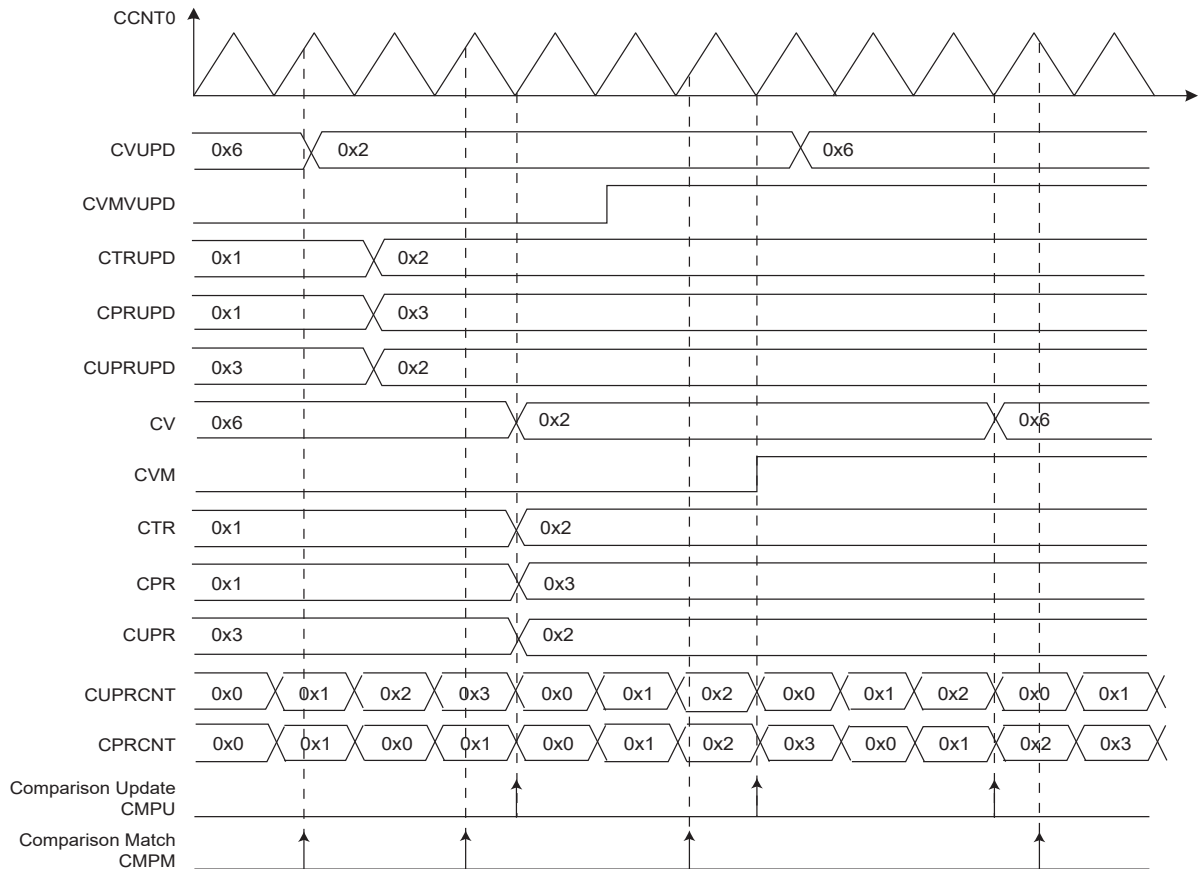 CCNT0
CVUPD 0x6 0x2 0x6
CVMVUPD
CTRUPD 0x1 0x2
CPRUPD 0x1 0x3
CUPRUPD 0x3 0x2
CV 0x6 0x2 0x6
CVM
CTR 0x1 0x2
CPR 0x1 0x3
CUPR 0x3 0x2
CUPRCNT 0x0 0x1 0x2 0x3 0x0 0x1 0x2 0x0 0x1 0x2 0x0 0x1
CPRCNT 0x0 0x1 0x0 0x1 0x0 0x1 0x2 0x3 0x0 0x1 0x2 0x3
Comparison Update
CMPU
Comparison Match
CMPM